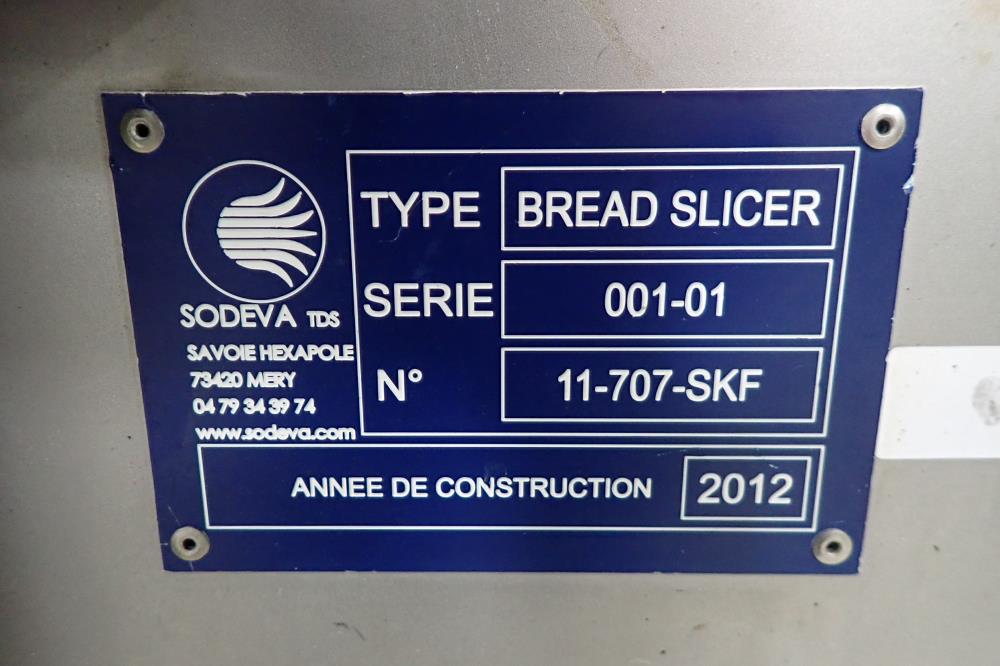 SODEVA TDS
SAVOIE HEXAPOLE
73420 MERY
04 79 34 39 74
www.sodeva.com
TYPE BREAD SLICER
SERIE 001-01
N° 11-707-SKF
ANNEE DE CONSTRUCTION 2012